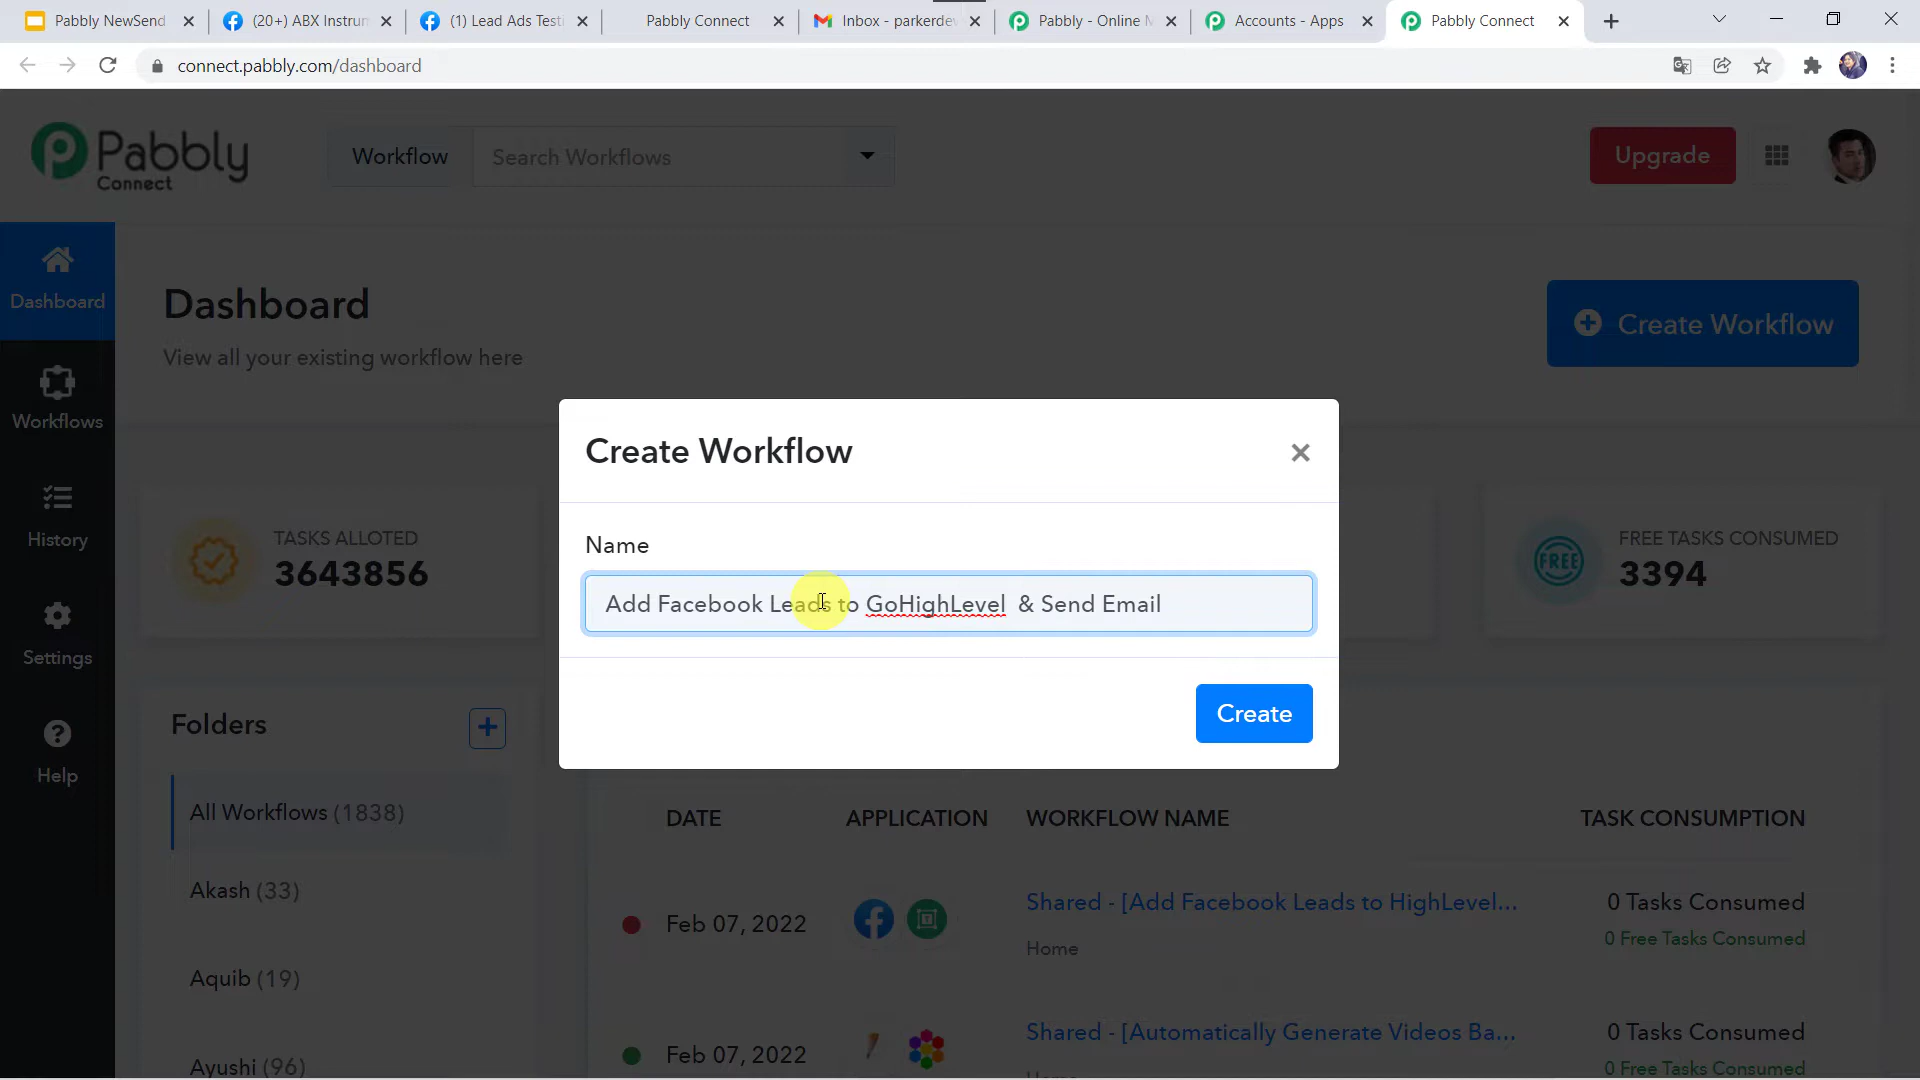 Pabbly NewSend
(20+) ABX Instrum
(1) Lead Ads Testi
Pabbly Connect
Inbox - parkerdev
Pabbly - Online M
Accounts - Apps
Pabbly Connect
connect.pabbly.com/dashboard
Pabbly
Connect
Workflow
Search Workflows
Upgrade
Dashboard
Dashboard
View all your existing workflow here
Create Workflow
Workflows
Create Workflow
Name
Add Facebook Leads to GoHighLevel  & Send Email
Create
History
TASKS ALLOTED
3643856
FREE
FREE TASKS CONSUMED
3394
Settings
Help
Folders
All Workflows (1838)
Akash (33)
Aquib (19)
Ayushi (96)
DATE
APPLICATION
WORKFLOW NAME
TASK CONSUMPTION
Feb 07, 2022
Shared - [Add Facebook Leads to HighLevel...
Home
0 Tasks Consumed
0 Free Tasks Consumed
Feb 07, 2022
Shared - [Automatically Generate Videos Ba...
0 Tasks Consumed
0 Free Tasks Consumed